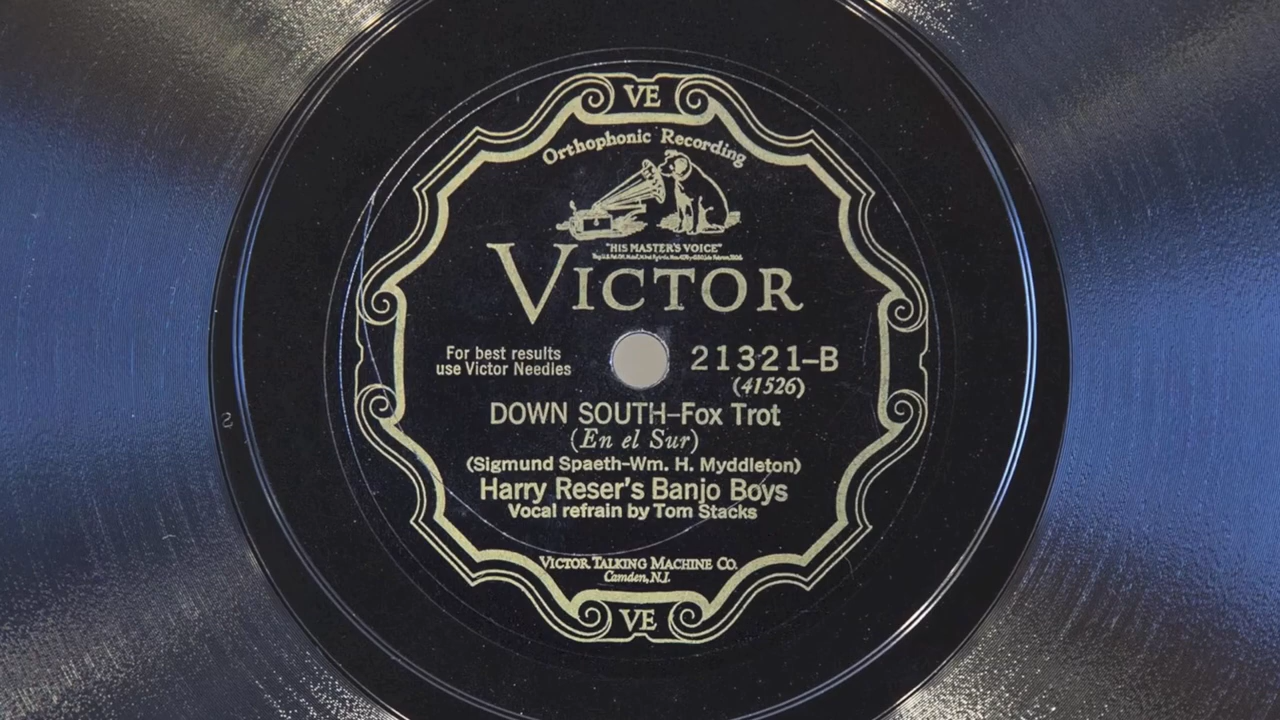 VE
Orthophonic Recording
"HIS MASTER'S VOICE"
VICTOR
For best results
use Victor Needles
21321-B
(41526)
DOWN SOUTH-Fox Trot
(En el Sur)
(Sigmund Spaeth-Wm. H. Myddleton)
Harry Reser's Banjo Boys
Vocal refrain by Tom Stacks
VICTOR TALKING MACHINE CO.
Camden, N.J.
VE
2